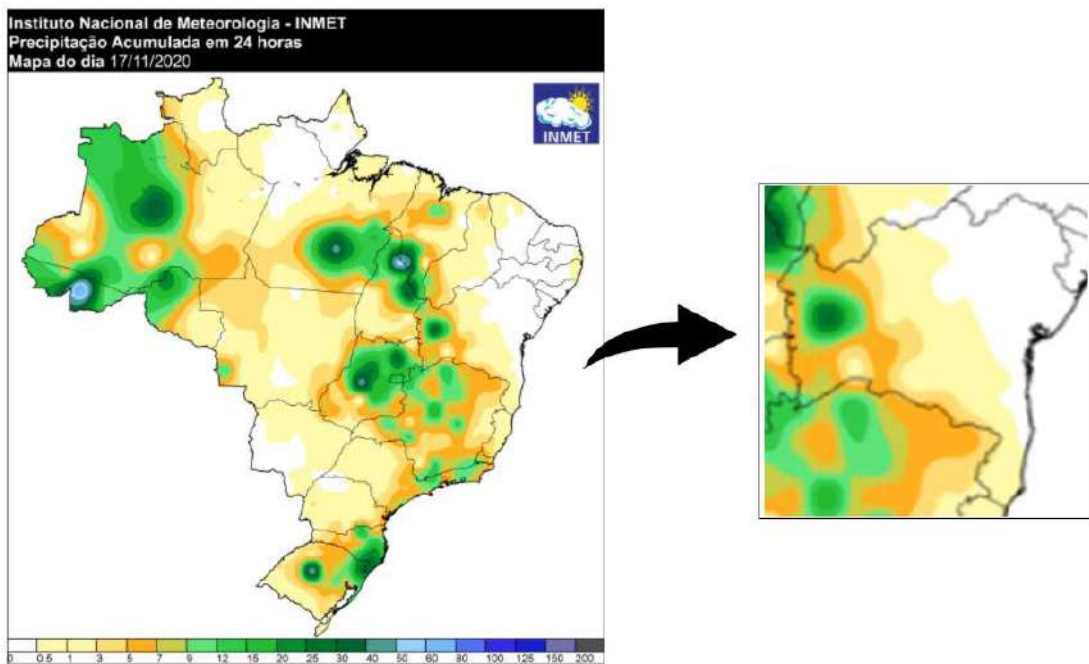 Instituto Nacional de Meteorologia - INMET
Precipitação Acumulada em 24 horas
Mapa do dia 17/11/2020
INMET
0 0.5 1 3 5 7 9 12 15 20 25 30 40 50 60 80 100 125 150 200